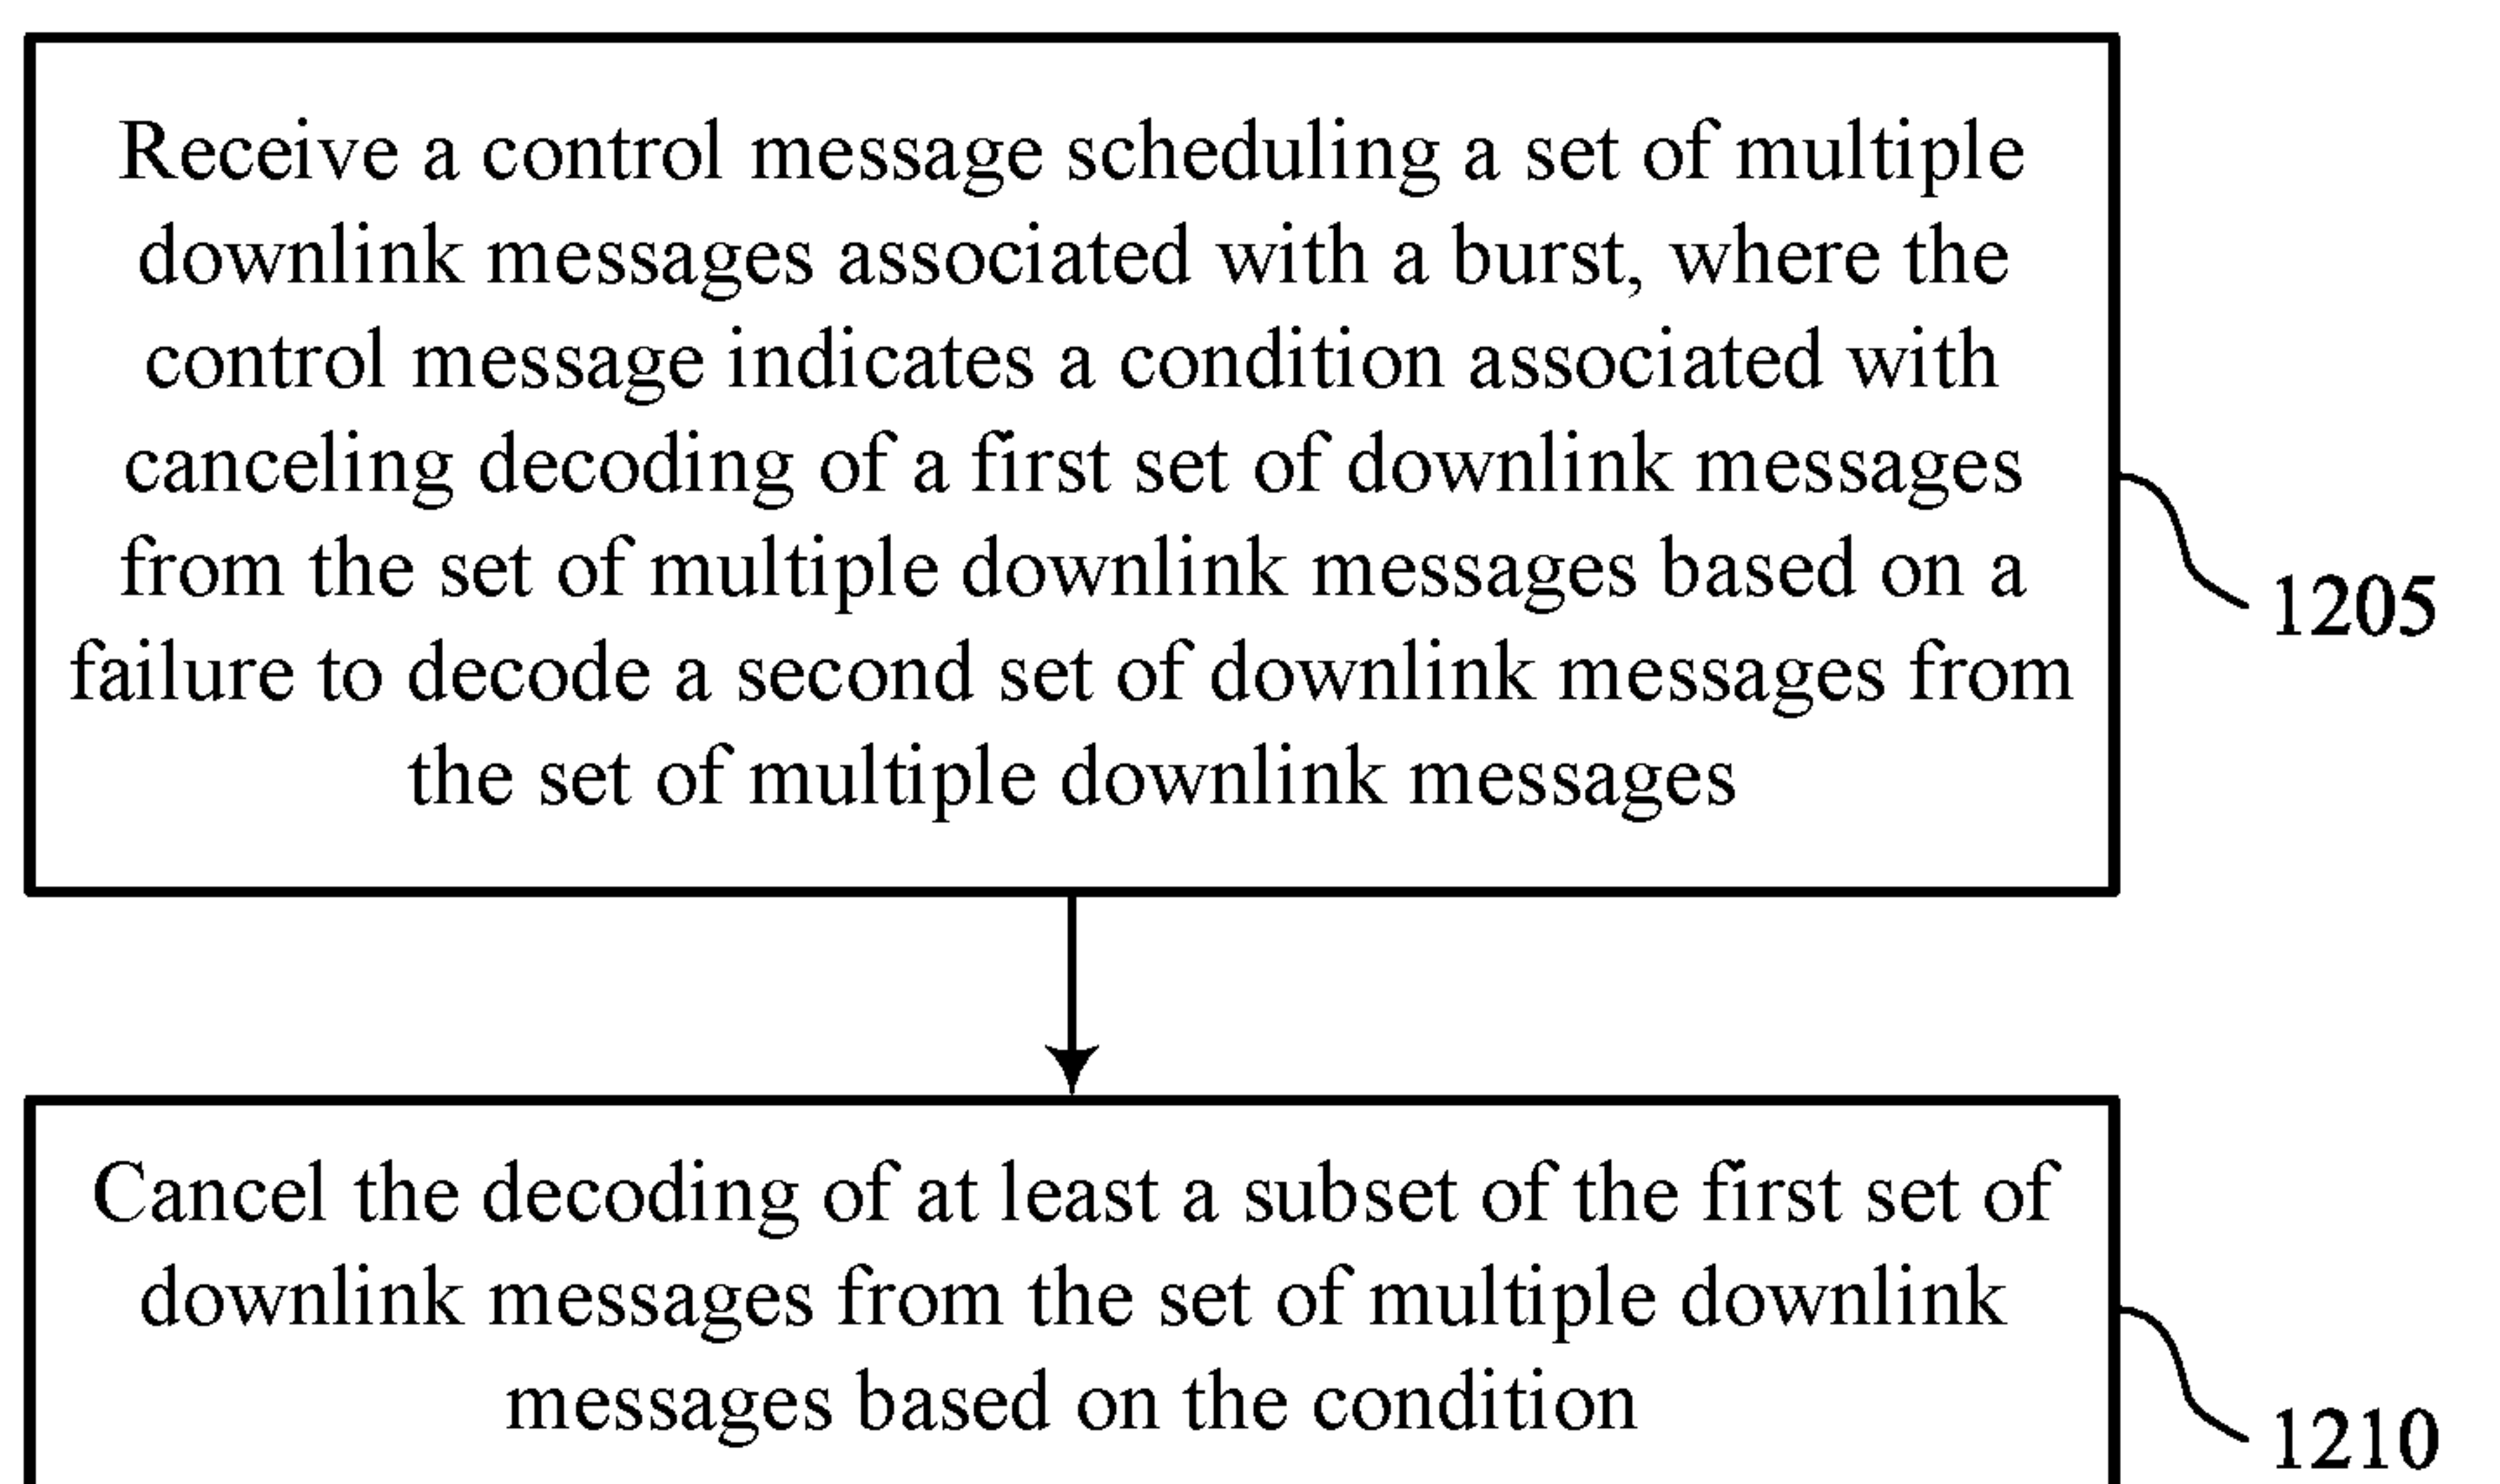 Receive a control message scheduling a set of multiple
downlink messages associated with a burst, where the
control message indicates a condition associated with
canceling decoding of a first set of downlink messages
from the set of multiple downlink messages based on a
failure to decode a second set of downlink messages from
the set of multiple downlink messages
1205
Cancel the decoding of at least a subset of the first set of
downlink messages from the set of multiple downlink
messages based on the condition
1210